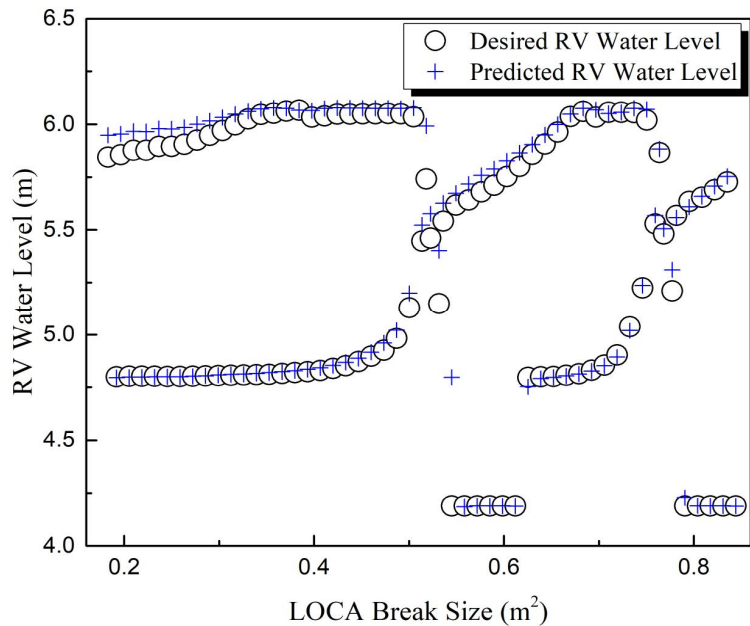 6.5
Desired RV Water Level
Predicted RV Water Level
6.0
5.5
5.0
4.5
4.0
RV Water Level (m)
0.2
0.4
0.6
0.8
LOCA Break Size (m²)